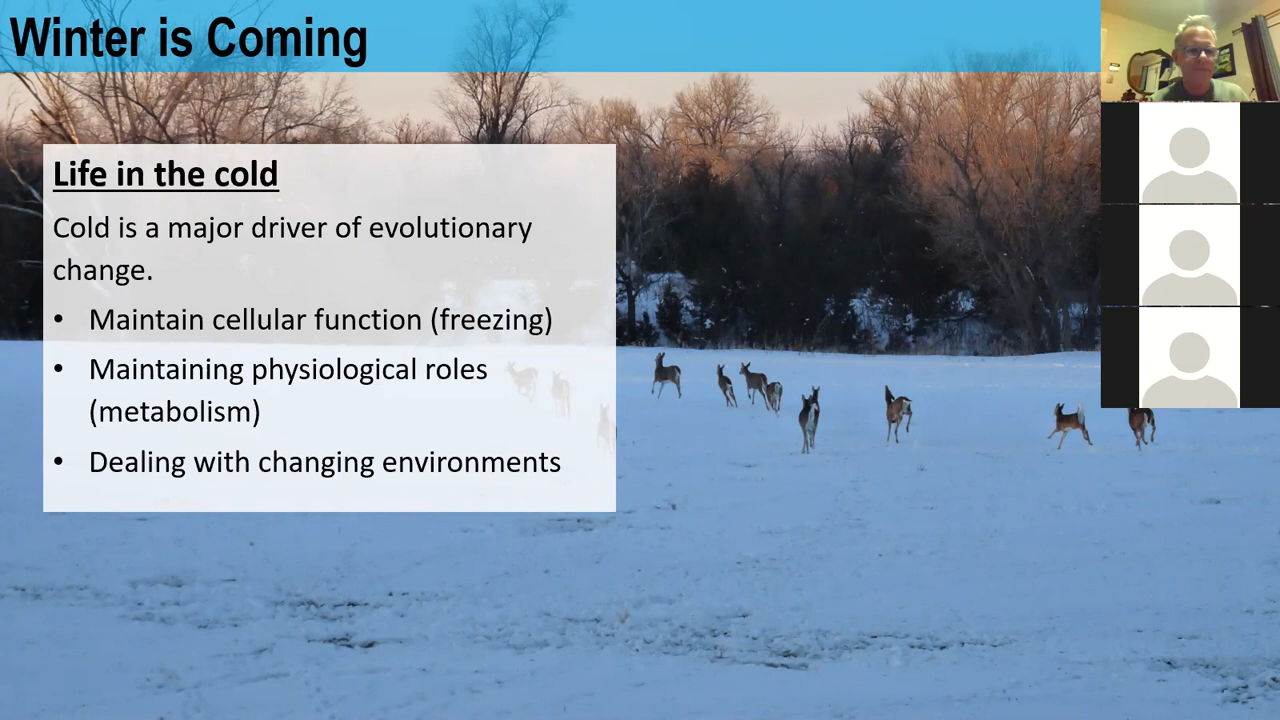 Winter is Coming
Life in the cold
Cold is a major driver of evolutionary
change.
• Maintain cellular function (freezing)
• Maintaining physiological roles
(metabolism)
• Dealing with changing environments